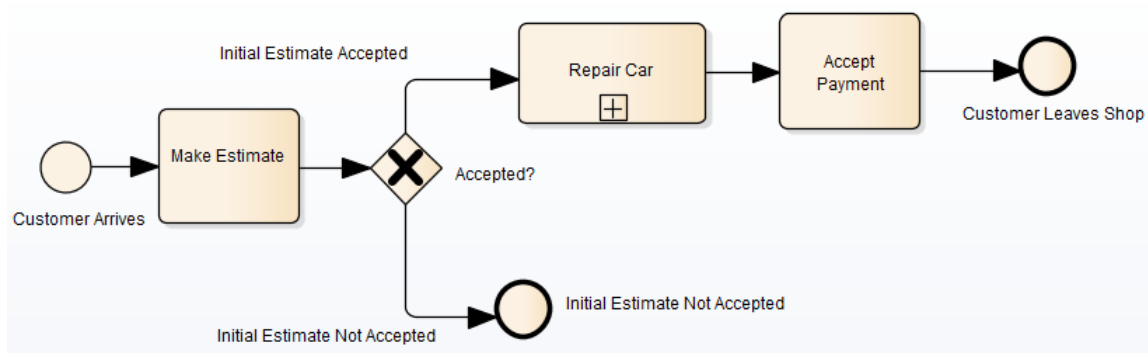 Initial Estimate Accepted
Repair Car
Accept
Payment
Customer Leaves Shop
Make Estimate
Accepted?
Customer Arrives
Initial Estimate Not Accepted
Initial Estimate Not Accepted